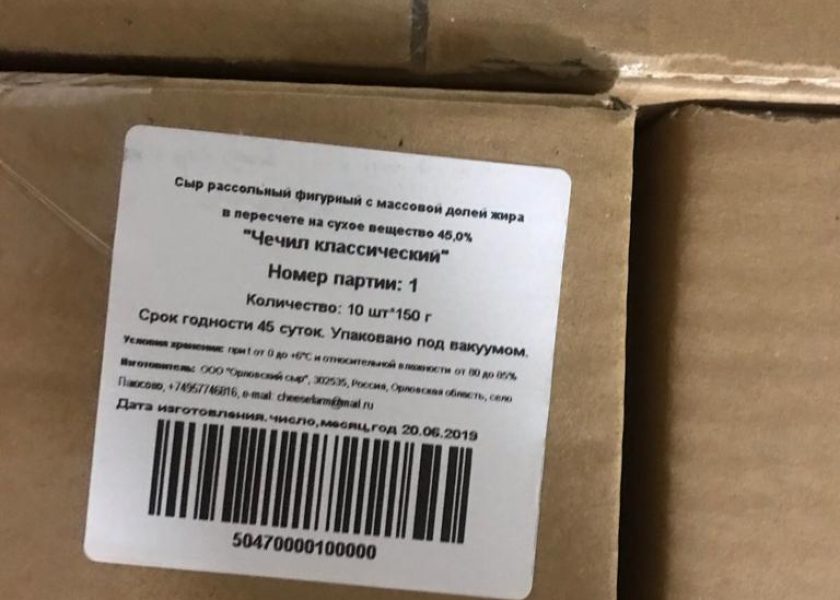 Сыр рассольный фигурный с массовой долей жира
в пересчете на сухое вещество 45,0%
"Чечил классический"
Номер партии: 1
Количество: 10 шт*150 г
Срок годности 45 суток. Упаковано под вакуумом.
Условия хранения: при t от 0 до +6°С и относительной влажности от 80 до 85%
Изготовитель: ООО "Орловский сыр", 302535, Россия, Орловская область, село
+74957746816, e-mail: cheesefarm@mail.ru
Дата изготовления. число,месяц,год 20.06.2019
50470000100000